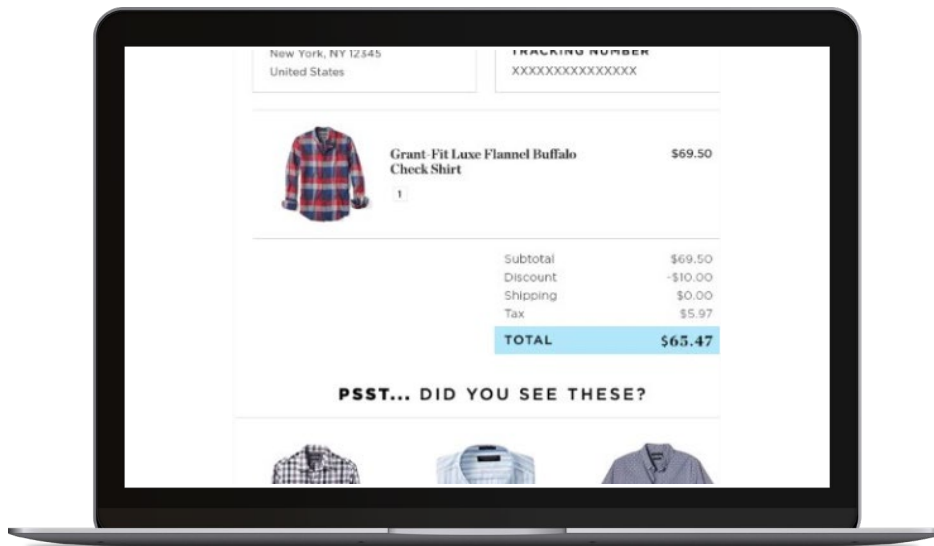 New York, NY 12345
United States
TRACKING NUMBER
XXXXXXXXXXXXXXX
Grant-Fit Luxe Flannel Buffalo
Check Shirt
$69.50
1
Subtotal $69.50
Discount -$10.00
Shipping $0.00
Tax $5.97
TOTAL $65.47
PSST... DID YOU SEE THESE?